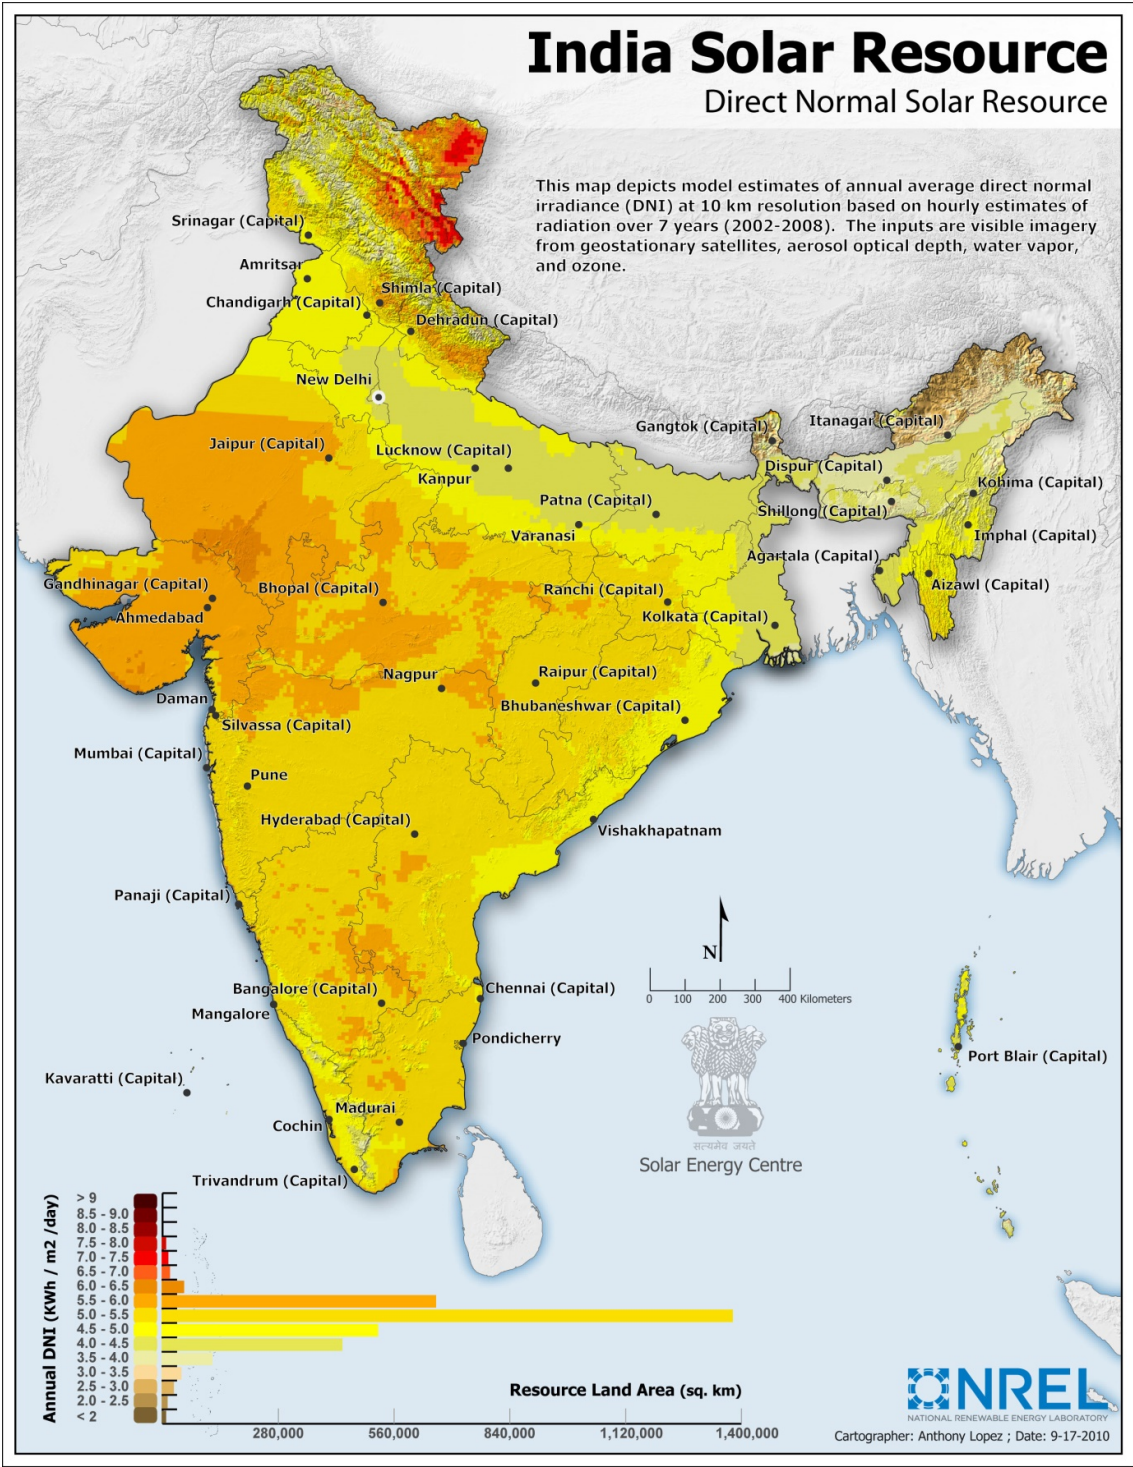 India Solar Resource
Direct Normal Solar Resource
This map depicts model estimates of annual average direct normal
irradiance (DNI) at 10 km resolution based on hourly estimates of
radiation over 7 years (2002-2008). The inputs are visible imagery
from geostationary satellites, aerosol optical depth, water vapor,
and ozone.
Srinagar (Capital)
Amritsar
Shimla (Capital)
Chandigarh (Capital)
Dehradun (Capital)
New Delhi
Itanagar (Capital)
Gangtok (Capital)
Jaipur (Capital)
Lucknow (Capital)
Dispur (Capital)
Kanpur
Kohima (Capital)
Patna (Capital)
Shillong (Capital)
Varanasi
Imphal (Capital)
Agartala (Capital)
Gandhinagar (Capital)
Bhopal (Capital)
Ranchi (Capital)
Aizawl (Capital)
Ahmedabad
Kolkata (Capital)
Nagpur
Raipur (Capital)
Daman
Bhubaneshwar (Capital)
Silvassa (Capital)
Mumbai (Capital)
Pune
Hyderabad (Capital)
Vishakhapatnam
Panaji (Capital)
N
Bangalore (Capital)
Chennai (Capital)
0 100 200 300 400 Kilometers
Mangalore
Pondicherry
Port Blair (Capital)
Kavaratti (Capital)
Madurai
Cochin
सत्यमेव जयते
Solar Energy Centre
Trivandrum (Capital)
Annual DNI (KWh / m2 /day)
> 9
8.5 - 9.0
8.0 - 8.5
7.5 - 8.0
7.0 - 7.5
6.5 - 7.0
6.0 - 6.5
5.5 - 6.0
5.0 - 5.5
4.5 - 5.0
4.0 - 4.5
3.5 - 4.0
3.0 - 3.5
2.5 - 3.0
2.0 - 2.5
< 2
Resource Land Area (sq. km)
280,000 560,000 840,000 1,120,000 1,400,000
NREL
NATIONAL RENEWABLE ENERGY LABORATORY
Cartographer: Anthony Lopez ; Date: 9-17-2010